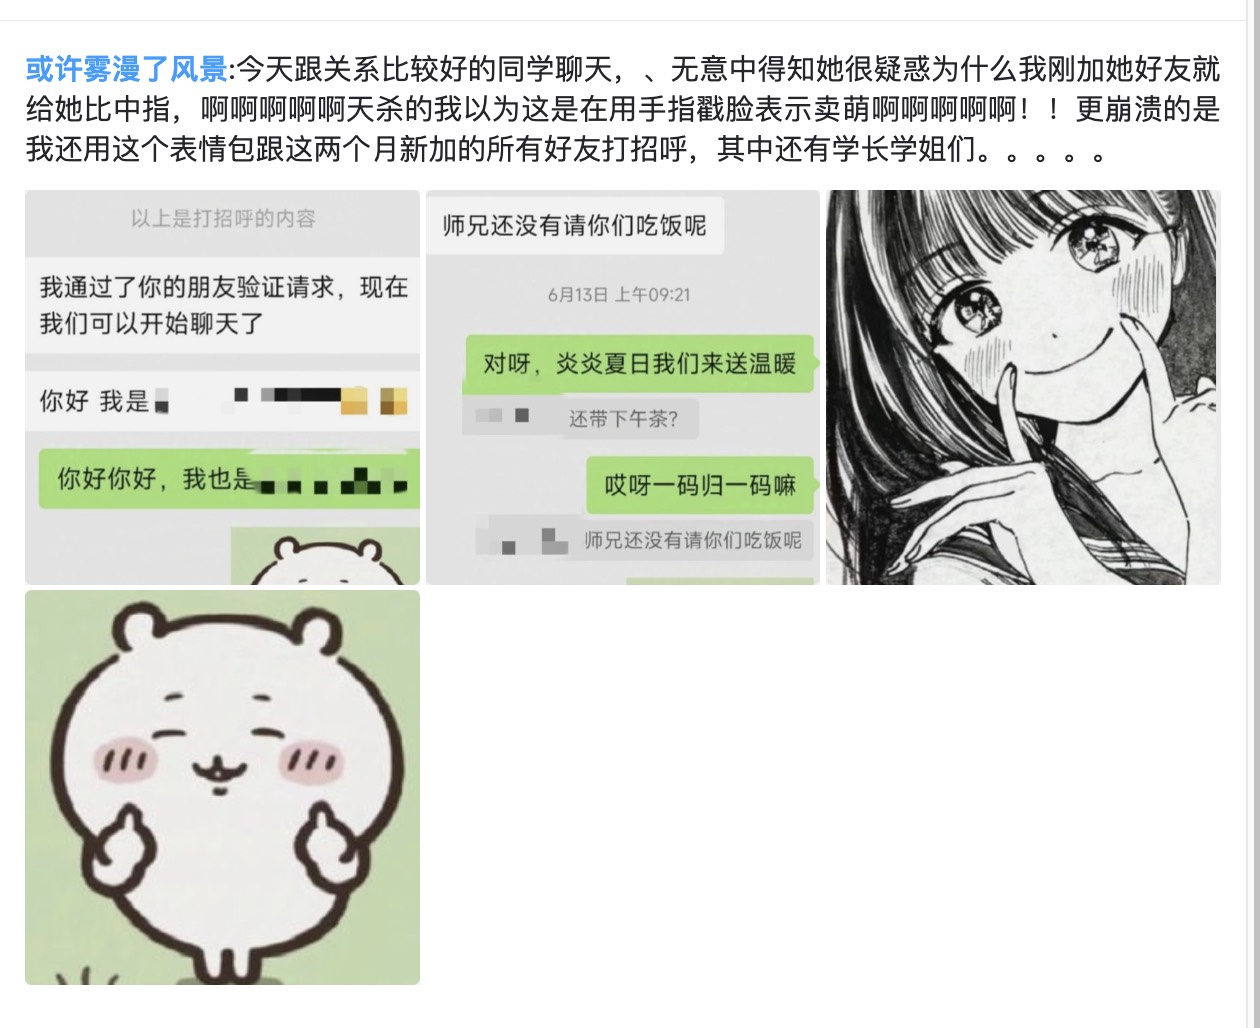 或许雾漫了风景:今天跟关系比较好的同学聊天，、无意中得知她很疑惑为什么我刚加她好友就
给她比中指，啊啊啊啊啊天杀的我以为这是在用手指戳脸表示卖萌啊啊啊啊啊！！更崩溃的是
我还用这个表情包跟这两个月新加的所有好友打招呼，其中还有学长学姐们。。。。。
以上是打招呼的内容
我通过了你的朋友验证请求，现在
我们可以开始聊天了
你好 我是
你好你好，我也是
师兄还没有请你们吃饭呢
6月13日 上午09:21
对呀，炎炎夏日我们来送温暖
还带下午茶？
哎呀一码归一码嘛
师兄还没有请你们吃饭呢